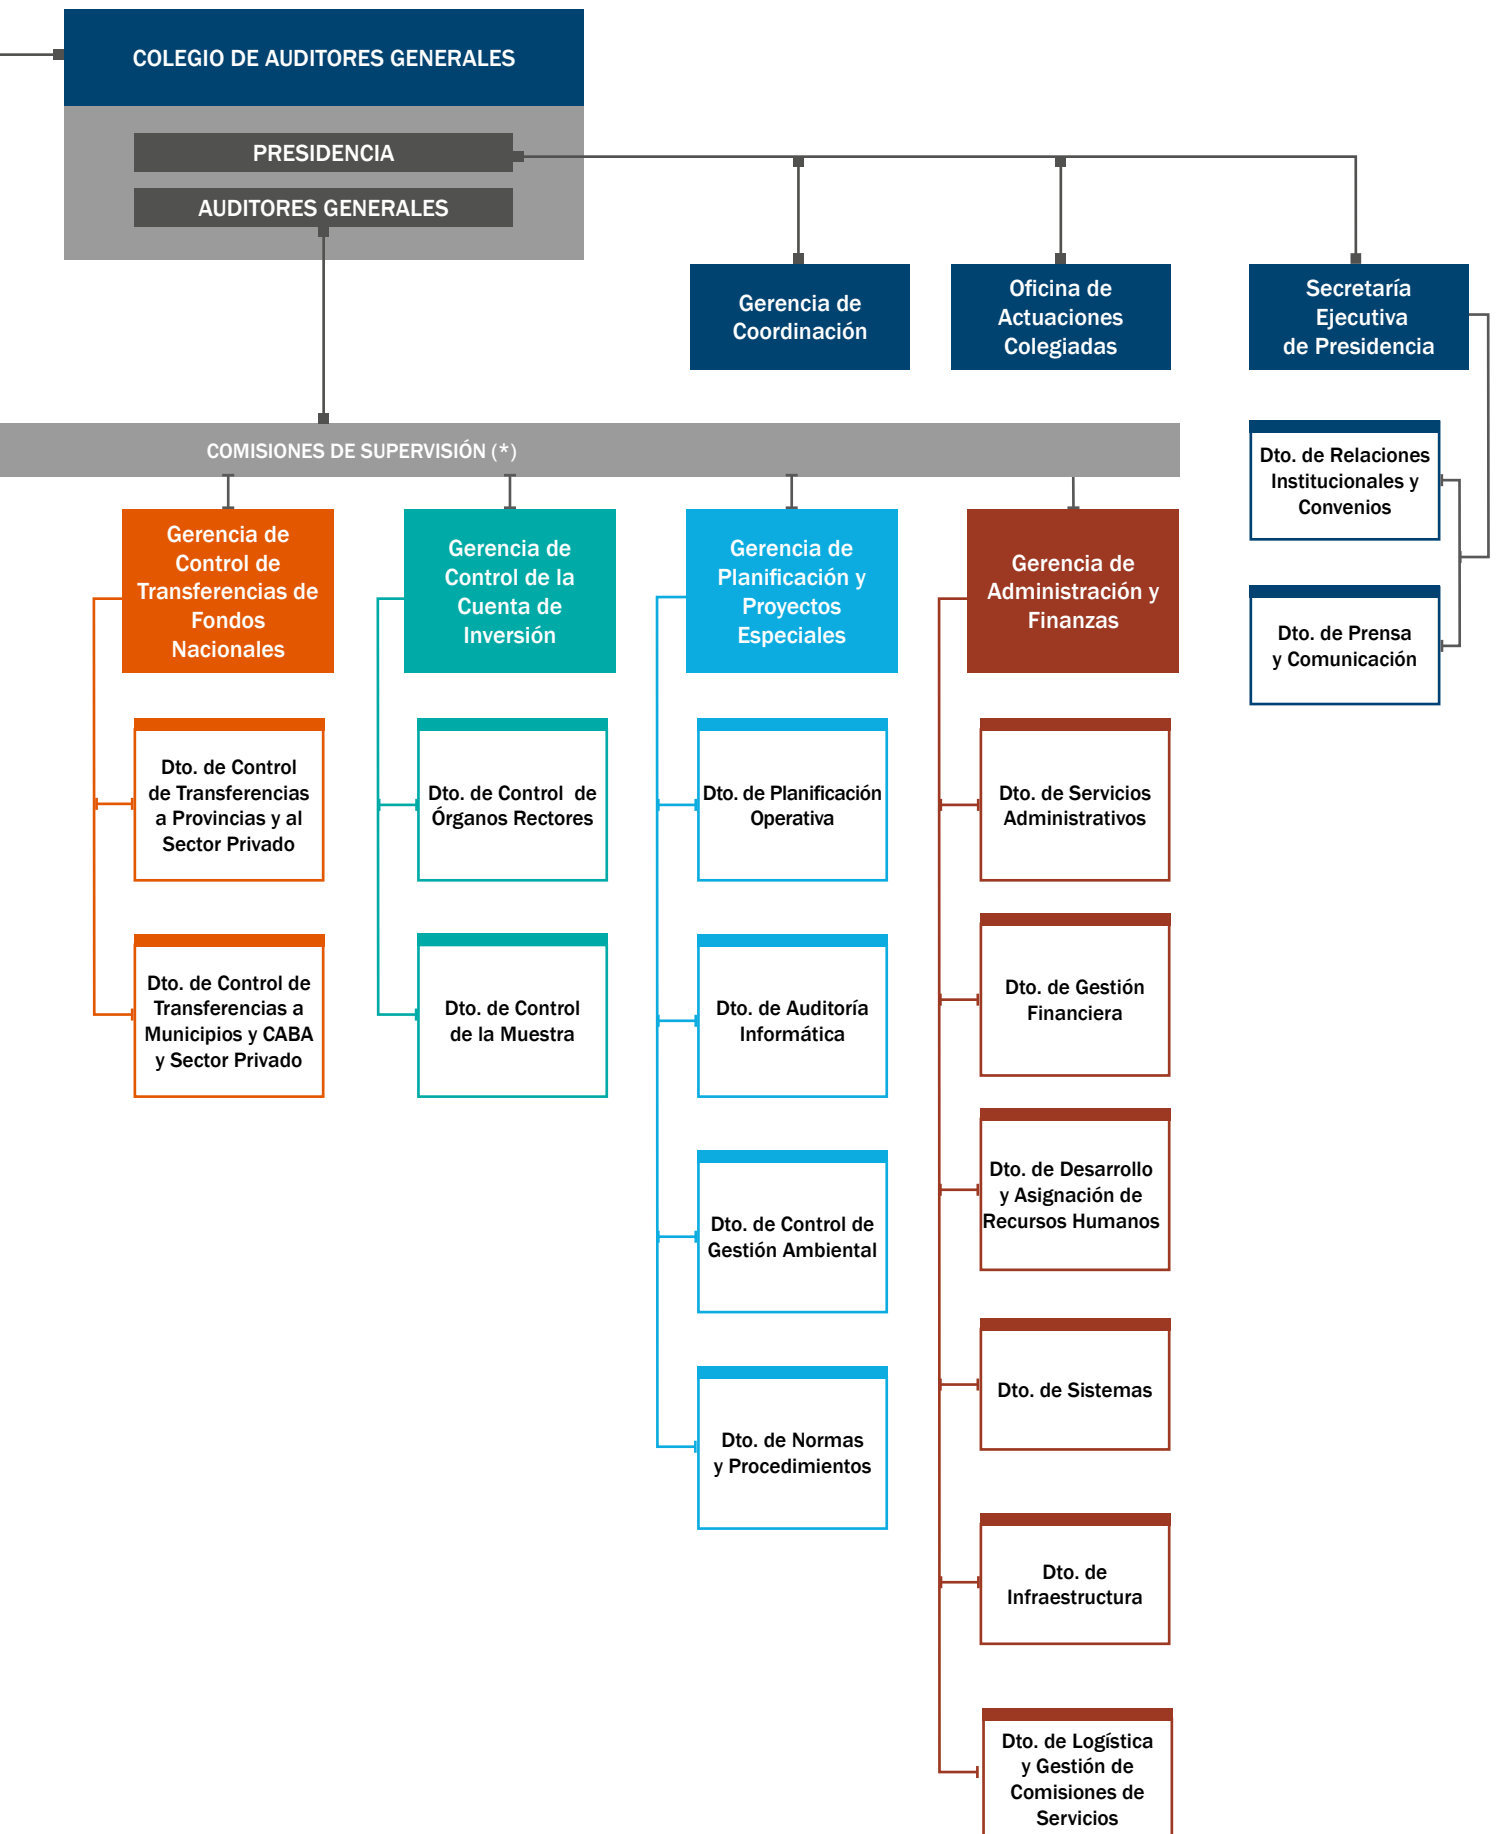 COLEGIO DE AUDITORES GENERALES
PRESIDENCIA
AUDITORES GENERALES
Gerencia de
Coordinación
Oficina de
Actuaciones
Colegiadas
Secretaría
Ejecutiva
de Presidencia
Dto. de Relaciones
Institucionales y
Convenios
Dto. de Prensa
y Comunicación
COMISIONES DE SUPERVISIÓN (*)
Gerencia de
Control de
Transferencias de
Fondos
Nacionales
Dto. de Control
de Transferencias
a Provincias y al
Sector Privado
Dto. de Control de
Transferencias a
Municipios y CABA
y Sector Privado
Gerencia de
Control de la
Cuenta de
Inversión
Dto. de Control de
Órganos Rectores
Dto. de Control
de la Muestra
Gerencia de
Planificación y
Proyectos
Especiales
Dto. de Planificación
Operativa
Dto. de Auditoría
Informática
Dto. de Control de
Gestión Ambiental
Dto. de Normas
y Procedimientos
Gerencia de
Administración y
Finanzas
Dto. de Servicios
Administrativos
Dto. de Gestión
Financiera
Dto. de Desarrollo
y Asignación de
Recursos Humanos
Dto. de Sistemas
Dto. de
Infraestructura
Dto. de Logística
y Gestión de
Comisiones de
Servicios